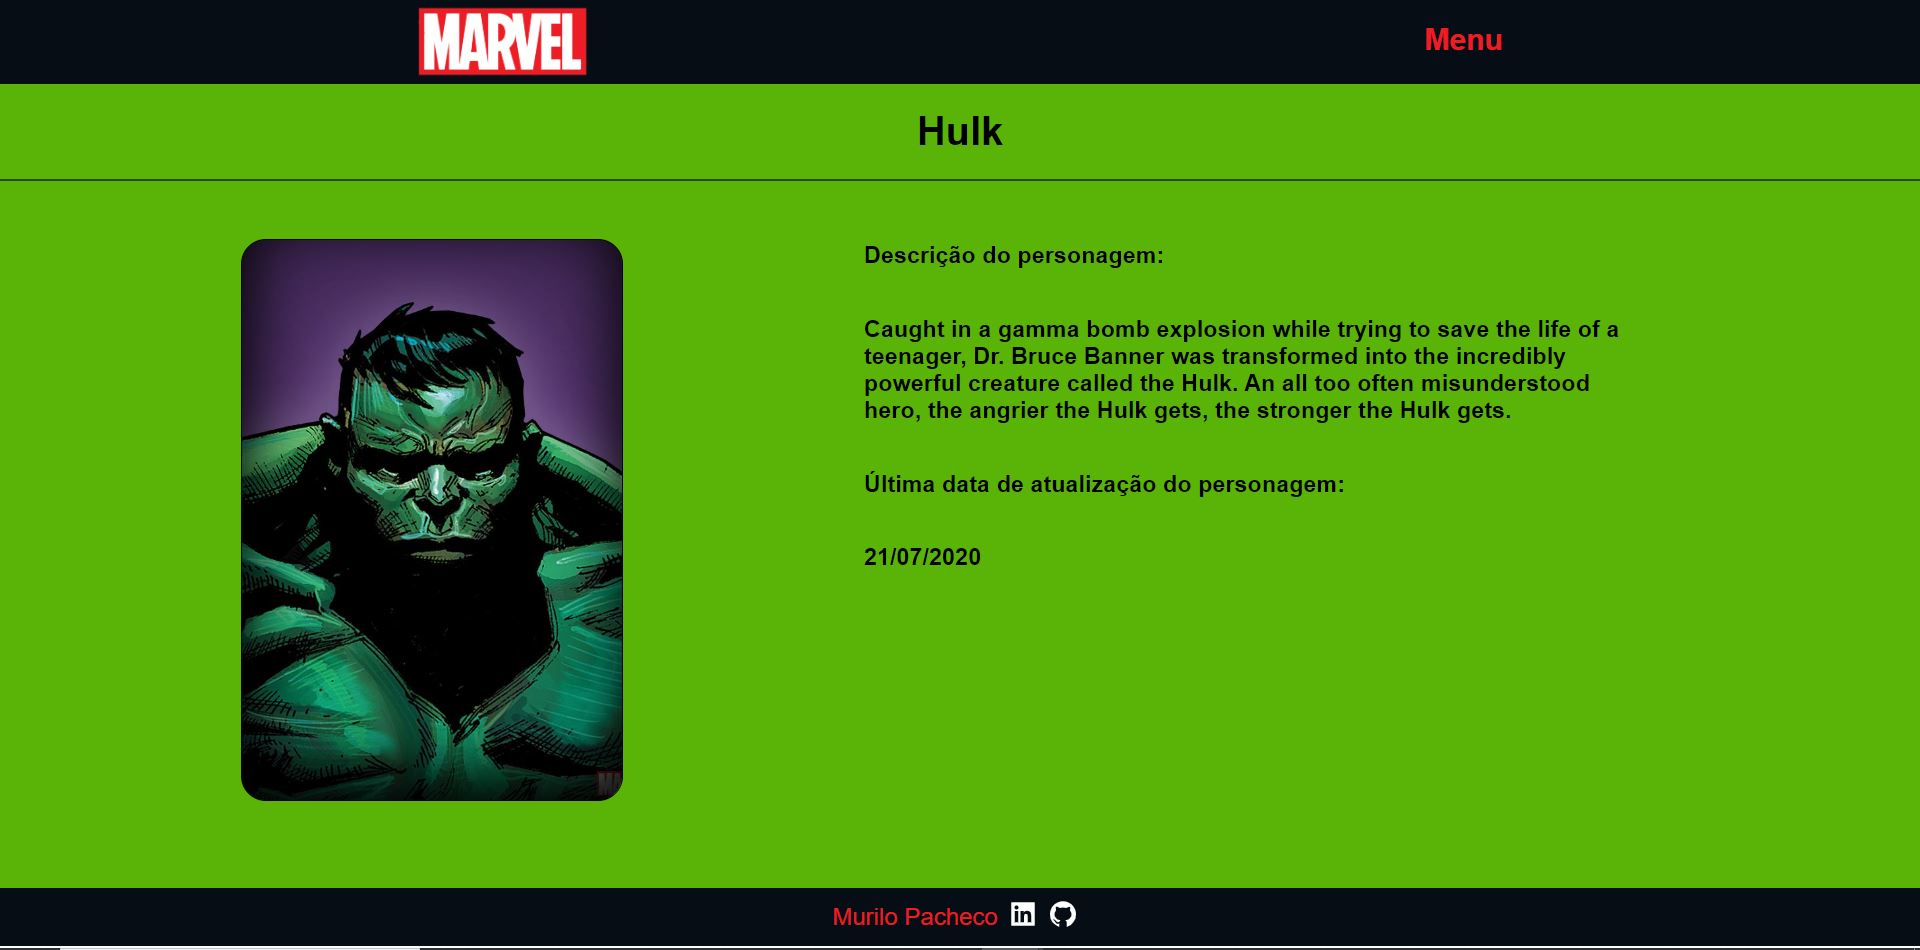 MARVEL
Menu
Hulk
Descrição do personagem:
Caught in a gamma bomb explosion while trying to save the life of a
teenager, Dr. Bruce Banner was transformed into the incredibly
powerful creature called the Hulk. An all too often misunderstood
hero, the angrier the Hulk gets, the stronger the Hulk gets.
Última data de atualização do personagem:
21/07/2020
MA
Murilo Pacheco
in